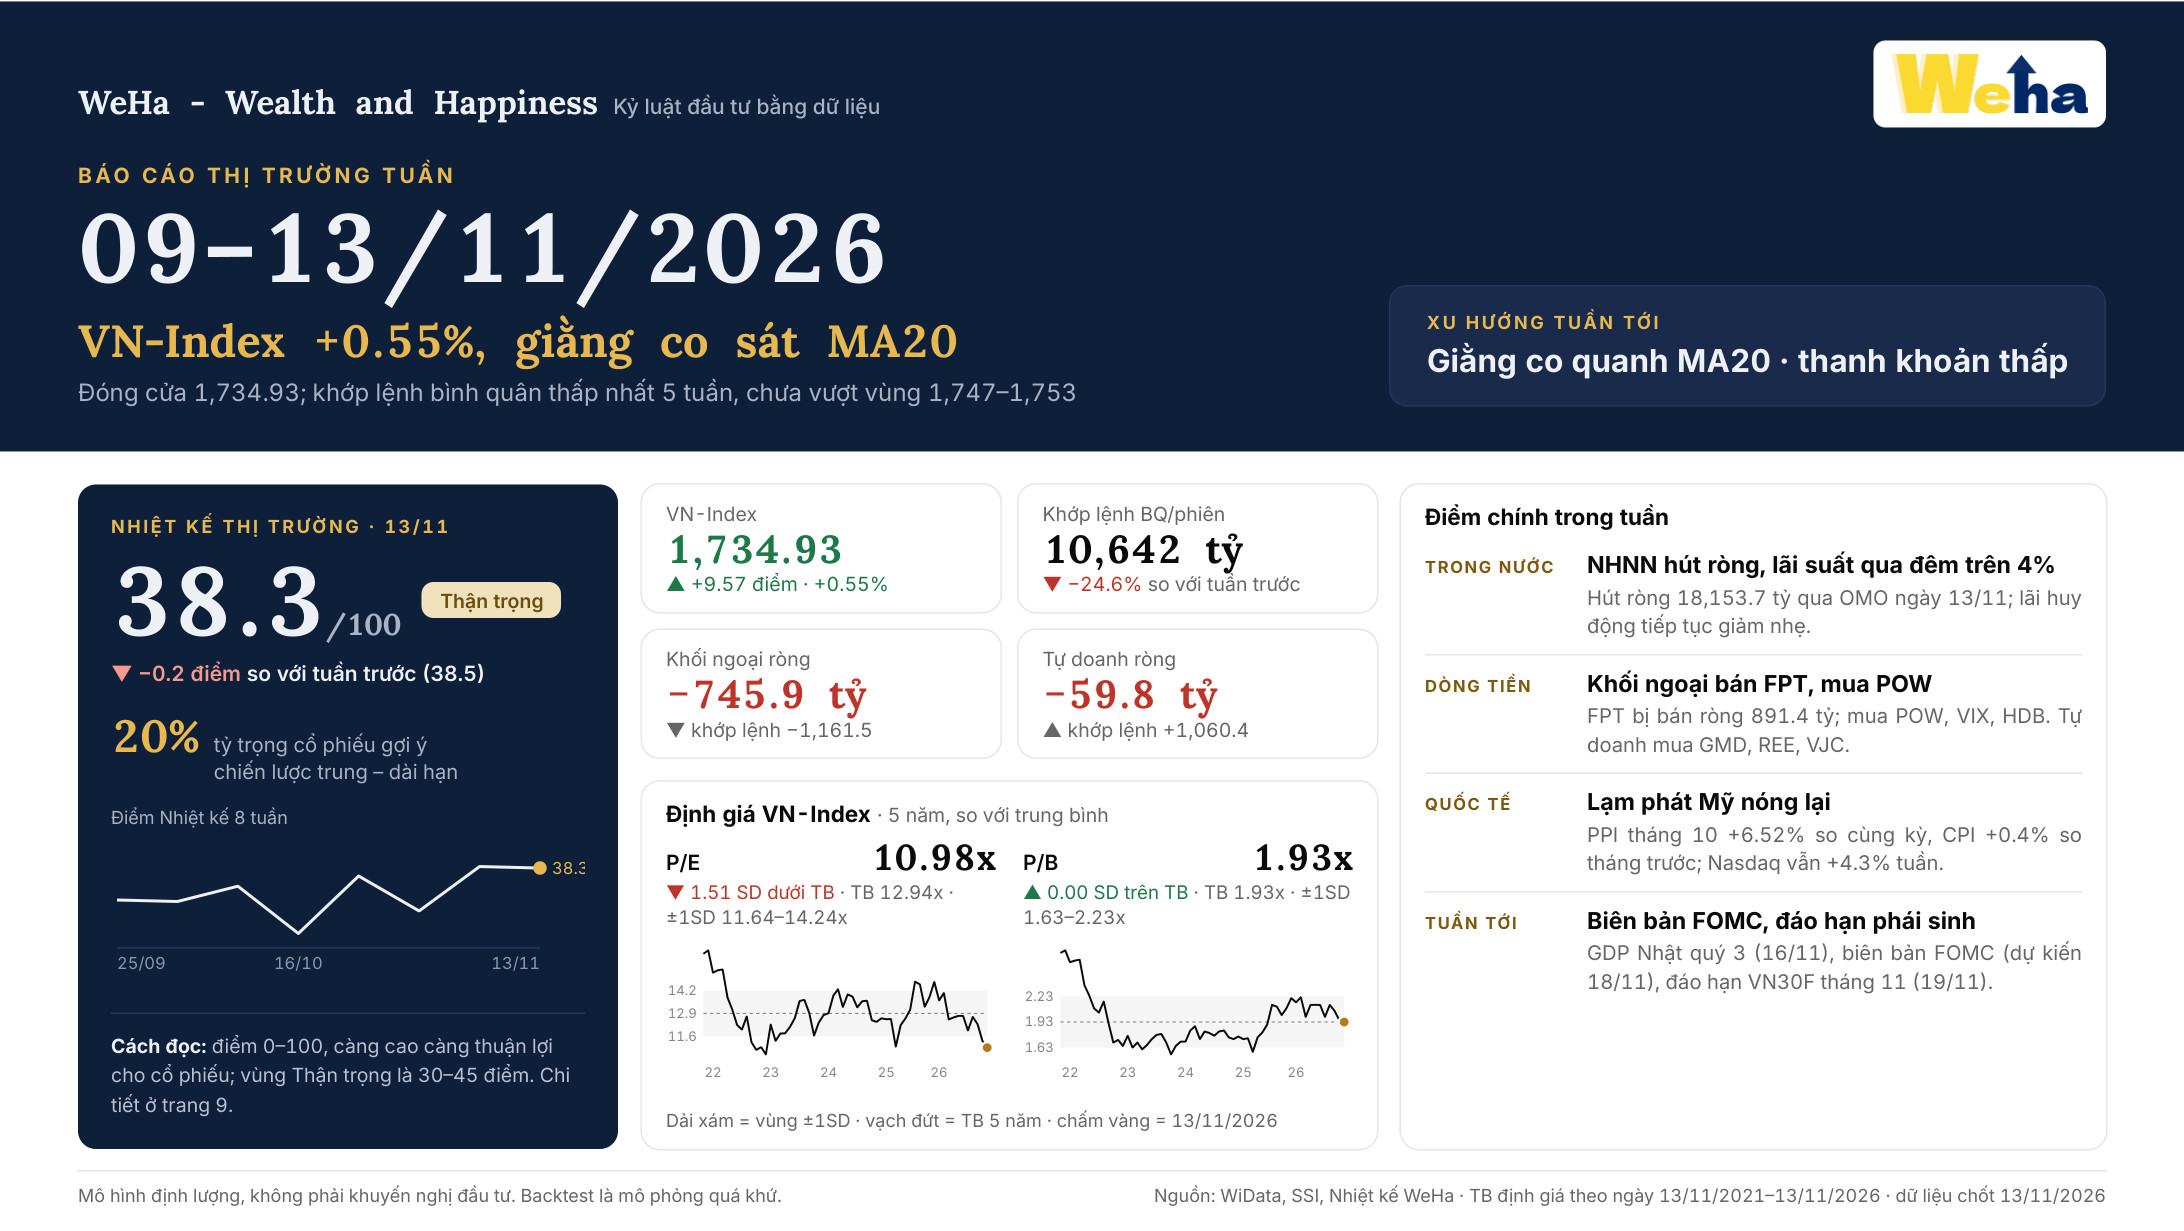 WeHa - Wealth and Happiness Kỷ luật đầu tư bằng dữ liệu
Weha
BÁO CÁO THỊ TRƯỜNG TUẦN
09–13/11/2026
VN-Index +0.55%, giằng co sát MA20
Đóng cửa 1,734.93; khớp lệnh bình quân thấp nhất 5 tuần, chưa vượt vùng 1,747–1,753
XU HƯỚNG TUẦN TỚI
Giằng co quanh MA20 · thanh khoản thấp
NHIỆT KẾ THỊ TRƯỜNG · 13/11
38.3/100 Thận trọng
▼ −0.2 điểm so với tuần trước (38.5)
20% tỷ trọng cổ phiếu gợi ý
chiến lược trung – dài hạn
Điểm Nhiệt kế 8 tuần
38.3
25/09 16/10 13/11
Cách đọc: điểm 0–100, càng cao càng thuận lợi
cho cổ phiếu; vùng Thận trọng là 30–45 điểm. Chi
tiết ở trang 9.
VN-Index
1,734.93
▲ +9.57 điểm · +0.55%
Khớp lệnh BQ/phiên
10,642 tỷ
▼ −24.6% so với tuần trước
Khối ngoại ròng
−745.9 tỷ
▼ khớp lệnh −1,161.5
Tự doanh ròng
−59.8 tỷ
▲ khớp lệnh +1,060.4
Định giá VN-Index · 5 năm, so với trung bình
P/E 10.98x
▼ 1.51 SD dưới TB · TB 12.94x ·
±1SD 11.64–14.24x
14.2
12.9
11.6
22 23 24 25 26
P/B 1.93x
▲ 0.00 SD trên TB · TB 1.93x · ±1SD
1.63–2.23x
2.23
1.93
1.63
22 23 24 25 26
Dải xám = vùng ±1SD · vạch đứt = TB 5 năm · chấm vàng = 13/11/2026
Điểm chính trong tuần
TRONG NƯỚC
NHNN hút ròng, lãi suất qua đêm trên 4%
Hút ròng 18,153.7 tỷ qua OMO ngày 13/11; lãi huy
động tiếp tục giảm nhẹ.
DÒNG TIỀN
Khối ngoại bán FPT, mua POW
FPT bị bán ròng 891.4 tỷ; mua POW, VIX, HDB. Tự
doanh mua GMD, REE, VJC.
QUỐC TẾ
Lạm phát Mỹ nóng lại
PPI tháng 10 +6.52% so cùng kỳ, CPI +0.4% so
tháng trước; Nasdaq vẫn +4.3% tuần.
TUẦN TỚI
Biên bản FOMC, đáo hạn phái sinh
GDP Nhật quý 3 (16/11), biên bản FOMC (dự kiến
18/11), đáo hạn VN30F tháng 11 (19/11).
Mô hình định lượng, không phải khuyến nghị đầu tư. Backtest là mô phỏng quá khứ.
Nguồn: WiData, SSI, Nhiệt kế WeHa · TB định giá theo ngày 13/11/2021–13/11/2026 · dữ liệu chốt 13/11/2026